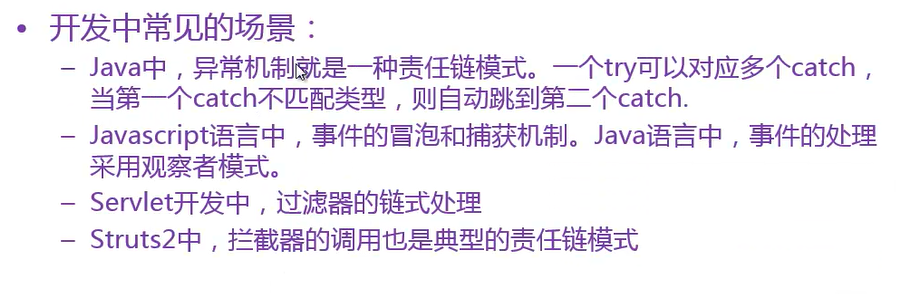 • 开发中常见的场景：
– Java中，异常机制就是一种责任链模式。一个try可以对应多个catch，
当第一个catch不匹配类型，则自动跳到第二个catch.
– Javascript语言中，事件的冒泡和捕获机制。Java语言中，事件的处理
采用观察者模式。
– Servlet开发中，过滤器的链式处理
– Struts2中，拦截器的调用也是典型的责任链模式